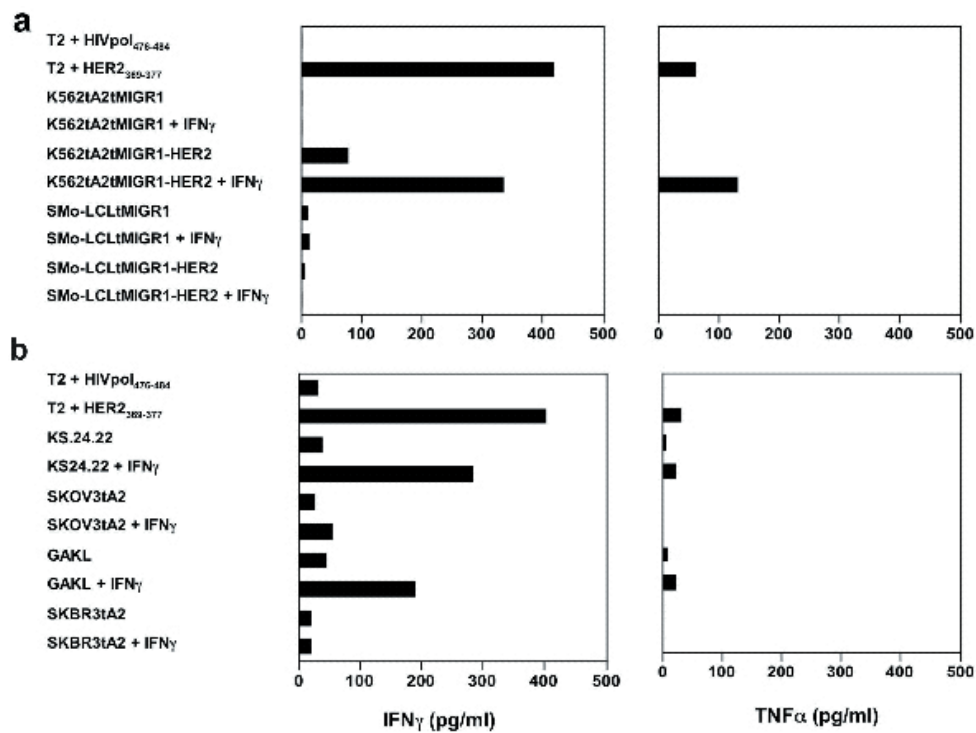 a
T2 + HIVpol476-484
T2 + HER2369-377
K562tA2tMIGR1
K562tA2tMIGR1 + IFNγ
K562tA2tMIGR1-HER2
K562tA2tMIGR1-HER2 + IFNγ
SMo-LCLtMIGR1
SMo-LCLtMIGR1 + IFNγ
SMo-LCLtMIGR1-HER2
SMo-LCLtMIGR1-HER2 + IFNγ
0 100 200 300 400 500 0 100 200 300 400 500
b
T2 + HIVpol476-484
T2 + HER2369-377
KS.24.22
KS24.22 + IFNγ
SKOV3tA2
SKOV3tA2 + IFNγ
GAKL
GAKL + IFNγ
SKBR3tA2
SKBR3tA2 + IFNγ
0 100 200 300 400 500 0 100 200 300 400 500
IFNγ (pg/ml) TNFα (pg/ml)